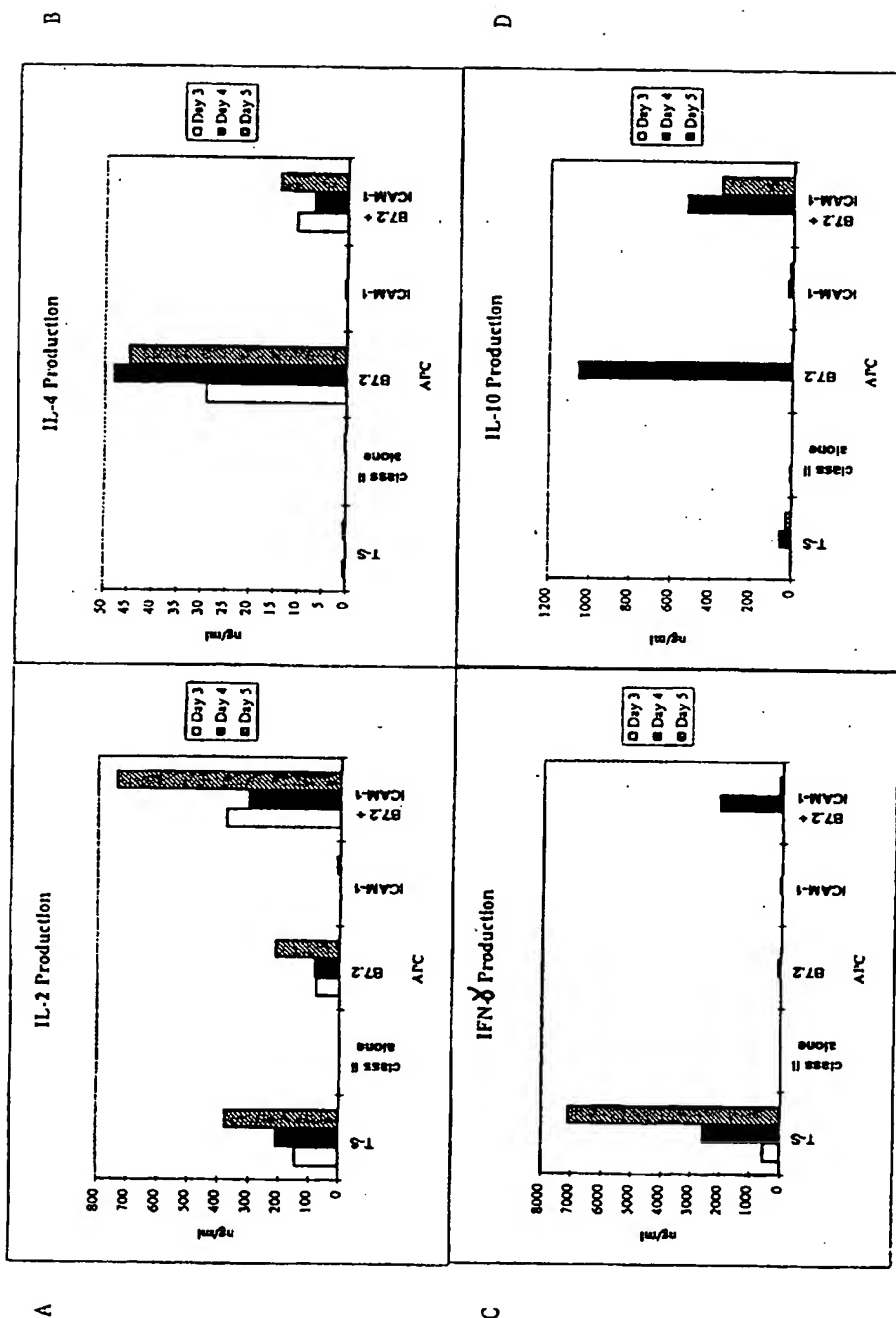 A
IL-2 Production
ng/ml
800
700
600
500
400
300
200
100
0
T-S
class II
alone
B7.2
ICAM-1
B7.2 +
ICAM-1
APC
Day 3
Day 4
Day 5
B
IL-4 Production
ng/ml
50
45
40
35
30
25
20
15
10
5
0
T-S
class II
alone
B7.2
ICAM-1
B7.2 +
ICAM-1
APC
Day 3
Day 4
Day 5
C
IFN-γ Production
ng/ml
8000
7000
6000
5000
4000
3000
2000
1000
0
T-S
class II
alone
B7.2
ICAM-1
B7.2 +
ICAM-1
APC
Day 3
Day 4
Day 5
D
IL-10 Production
ng/ml
1200
1000
800
600
400
200
0
T-S
class II
alone
B7.2
ICAM-1
B7.2 +
ICAM-1
APC
Day 3
Day 4
Day 5